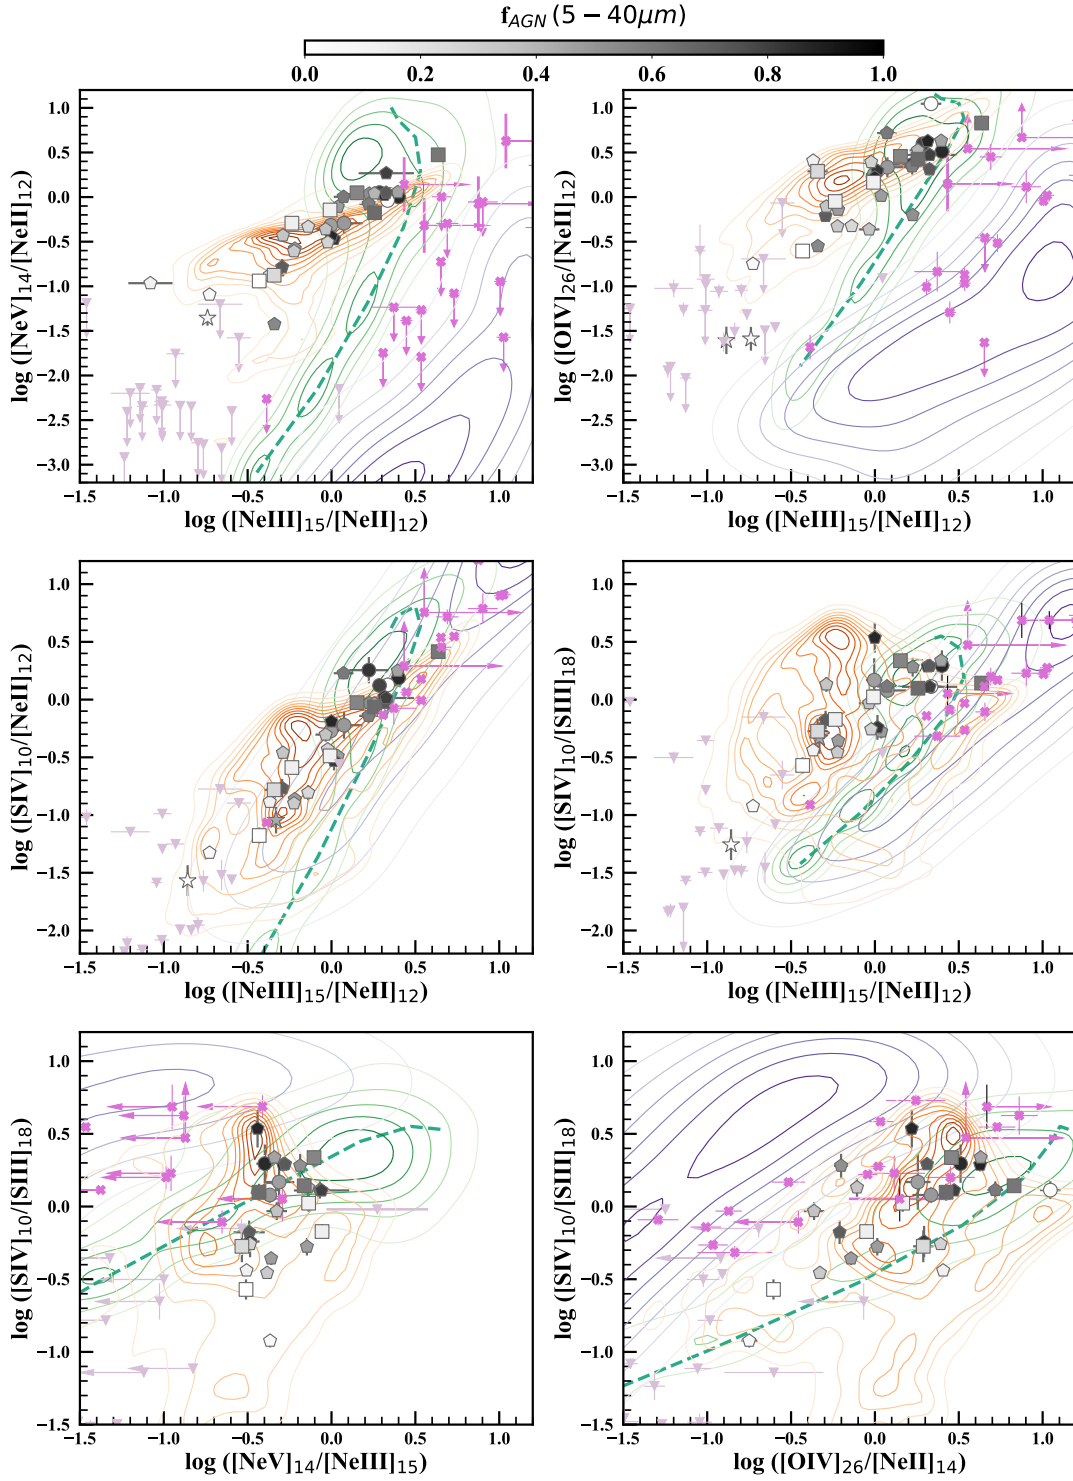 f_AGN (5 − 40μm)
0.0 0.2 0.4 0.6 0.8 1.0
1.0 0.5 0.0 −0.5 −1.0 −1.5 −2.0 −2.5 −3.0
log ([NeV]14/[NeII]12)
−1.5 −1.0 −0.5 0.0 0.5 1.0
log ([NeIII]15/[NeII]12)
1.0 0.5 0.0 −0.5 −1.0 −1.5 −2.0 −2.5 −3.0
log ([OIV]26/[NeII]12)
−1.5 −1.0 −0.5 0.0 0.5 1.0
log ([NeIII]15/[NeII]12)
1.0 0.5 0.0 −0.5 −1.0 −1.5 −2.0
log ([SIV]10/[NeII]12)
−1.5 −1.0 −0.5 0.0 0.5 1.0
log ([NeIII]15/[NeII]12)
1.0 0.5 0.0 −0.5 −1.0 −1.5 −2.0
log ([SIV]10/[SIII]18)
−1.5 −1.0 −0.5 0.0 0.5 1.0
log ([NeIII]15/[NeII]12)
1.0 0.5 0.0 −0.5 −1.0 −1.5
log ([SIV]10/[SIII]18)
−1.5 −1.0 −0.5 0.0 0.5 1.0
log ([NeV]14/[NeIII]15)
1.0 0.5 0.0 −0.5 −1.0 −1.5
log ([SIV]10/[SIII]18)
−1.5 −1.0 −0.5 0.0 0.5 1.0
log ([OIV]26/[NeII]14)